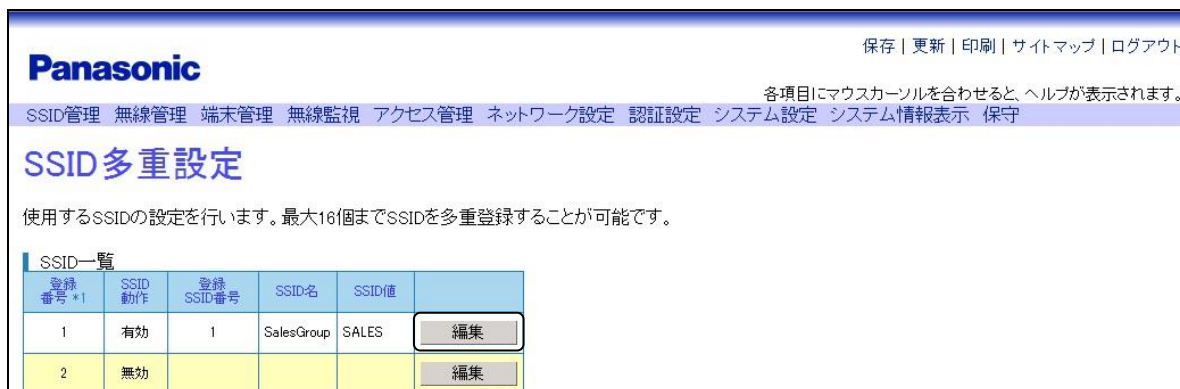 保存 | 更新 | 印刷 | サイトマップ | ログアウト
Panasonic
各項目にマウスカーソルを合わせると、ヘルプが表示されます。
SSID管理 無線管理 端末管理 無線監視 アクセス管理 ネットワーク設定 認証設定 システム設定 システム情報表示 保守
SSID多重設定
使用するSSIDの設定を行います。最大16個までSSIDを多重登録することが可能です。
SSID一覧
登録番号 *1 SSID動作 登録SSID番号 SSID名 SSID値
1 有効 1 SalesGroup SALES 編集
2 無効 編集